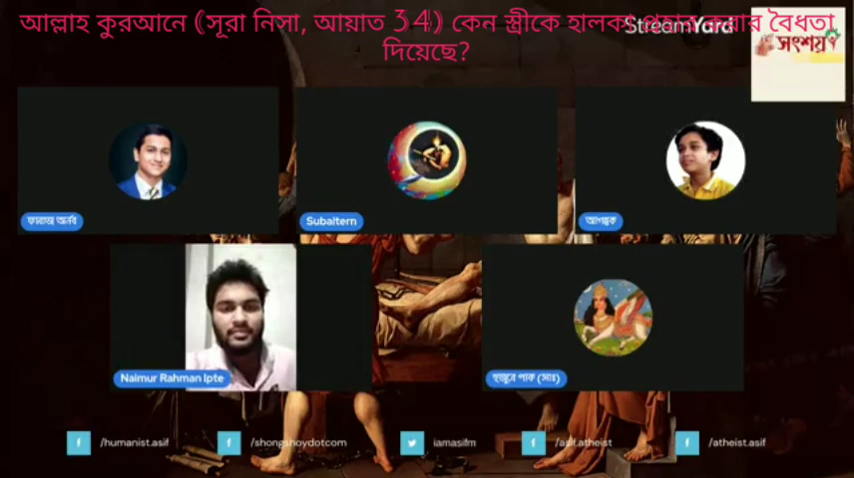 আল্লাহ কুরআনে (সূরা নিসা, আয়াত 34) কেন স্ত্রীকে হালকা প্রহার করার বৈধতা
দিয়েছে?
StreamYard
সংশয়
ফারাজ অর্নব
Subaltern
আগন্তুক
Naimur Rahman Ipte
হুজুরে পাক (সাঃ)
/humanist.asif
/shongshoydotcom
iamasifm
/asif.atheist
/atheist.asif